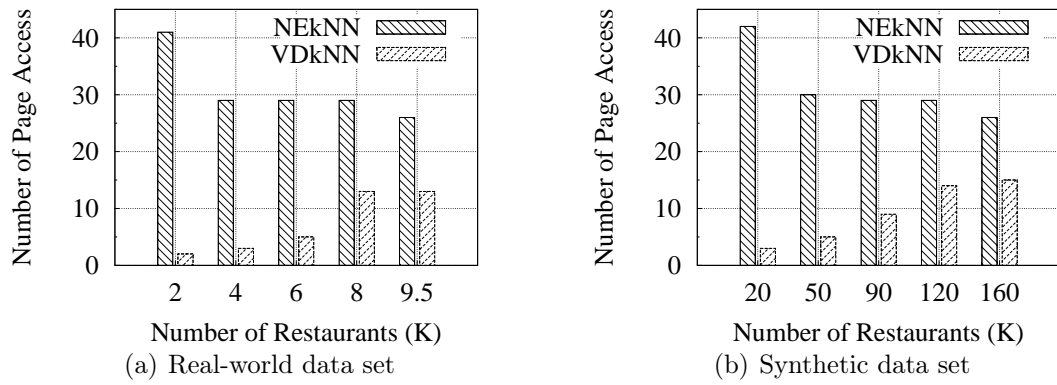 Number of Page Access
40
30
20
10
0
NEkNN
VDkNN
2 4 6 8 9.5
Number of Restaurants (K)
(a) Real-world data set
Number of Page Access
40
30
20
10
0
NEkNN
VDkNN
20 50 90 120 160
Number of Restaurants (K)
(b) Synthetic data set